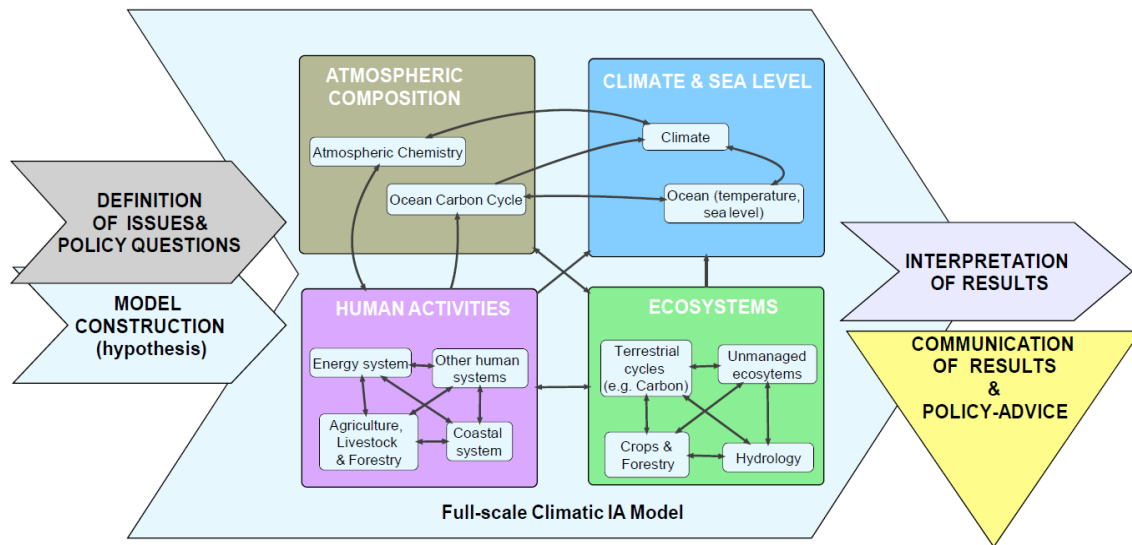 ATMOSPHERIC
COMPOSITION
Atmospheric Chemistry
Ocean Carbon Cycle
CLIMATE & SEA LEVEL
Climate
Ocean (temperature,
sea level)
DEFINITION
OF ISSUES&
POLICY QUESTIONS
MODEL
CONSTRUCTION
(hypothesis)
HUMAN ACTIVITIES
Energy system
Other human
systems
Agriculture,
Livestock
& Forestry
Coastal
system
ECOSYSTEMS
Terrestrial
cycles
(e.g. Carbon)
Unmanaged
ecosystems
Crops &
Forestry
Hydrology
Full-scale Climatic IA Model
INTERPRETATION
OF RESULTS
COMMUNICATION
OF RESULTS
&
POLICY-ADVICE